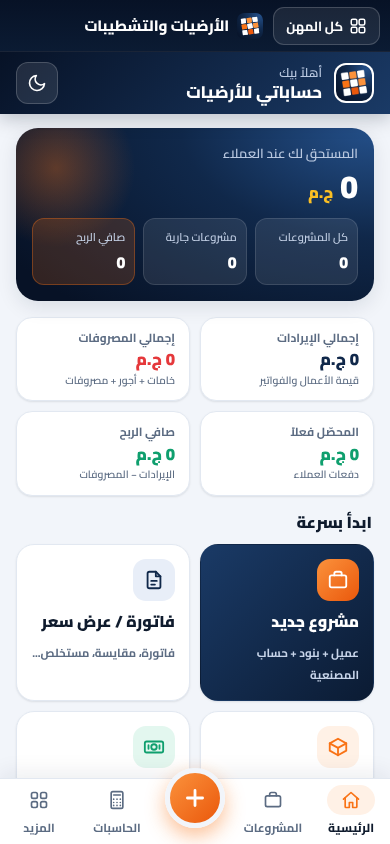 كل المهن
الأرضيات والتشطيبات
أهلاً بيك
حساباتي للأرضيات
المستحق لك عند العملاء
0 ج.م
كل المشروعات
0
مشروعات جارية
0
صافي الربح
0
إجمالي الإيرادات
0 ج.م
قيمة الأعمال والفواتير
إجمالي المصروفات
0 ج.م
خامات + أجور + مصروفات
المحصّل فعلاً
0 ج.م
دفعات العملاء
صافي الربح
0 ج.م
الإيرادات − المصروفات
ابدأ بسرعة
مشروع جديد
عميل + بنود + حساب
المصنعية
فاتورة / عرض سعر
فاتورة، مقايسة، مستخلص...
الرئيسية
المشروعات
الحاسبات
المزيد